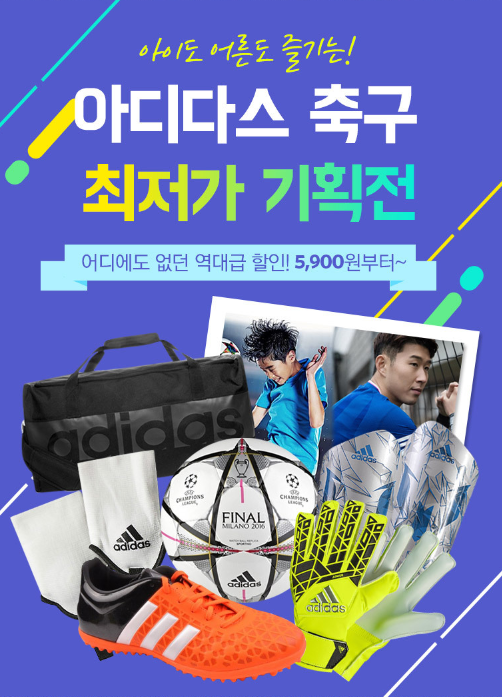 아이도 어른도 즐기는!
아디다스 축구
최저가 기획전
어디에도 없던 역대급 할인! 5,900원부터~
adidas
adidas
CHAMPIONS
LEAGUE
CHAMPIONS
LEAGUE
FINAL
MILANO 2016
adidas
adidas
adidas
adidas